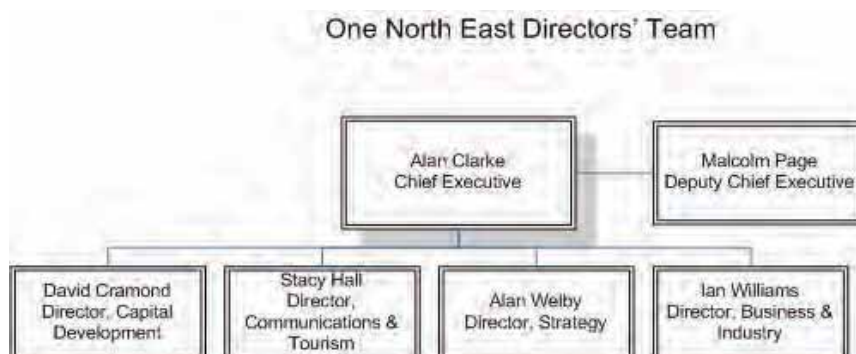 One North East Directors' Team
Alan Clarke
Chief Executive
Malcolm Page
Deputy Chief Executive
David Cramond
Director, Capital
Development
Stacy Hall
Director,
Communications &
Tourism
Alan Welby
Director, Strategy
Ian Williams
Director, Business &
Industry